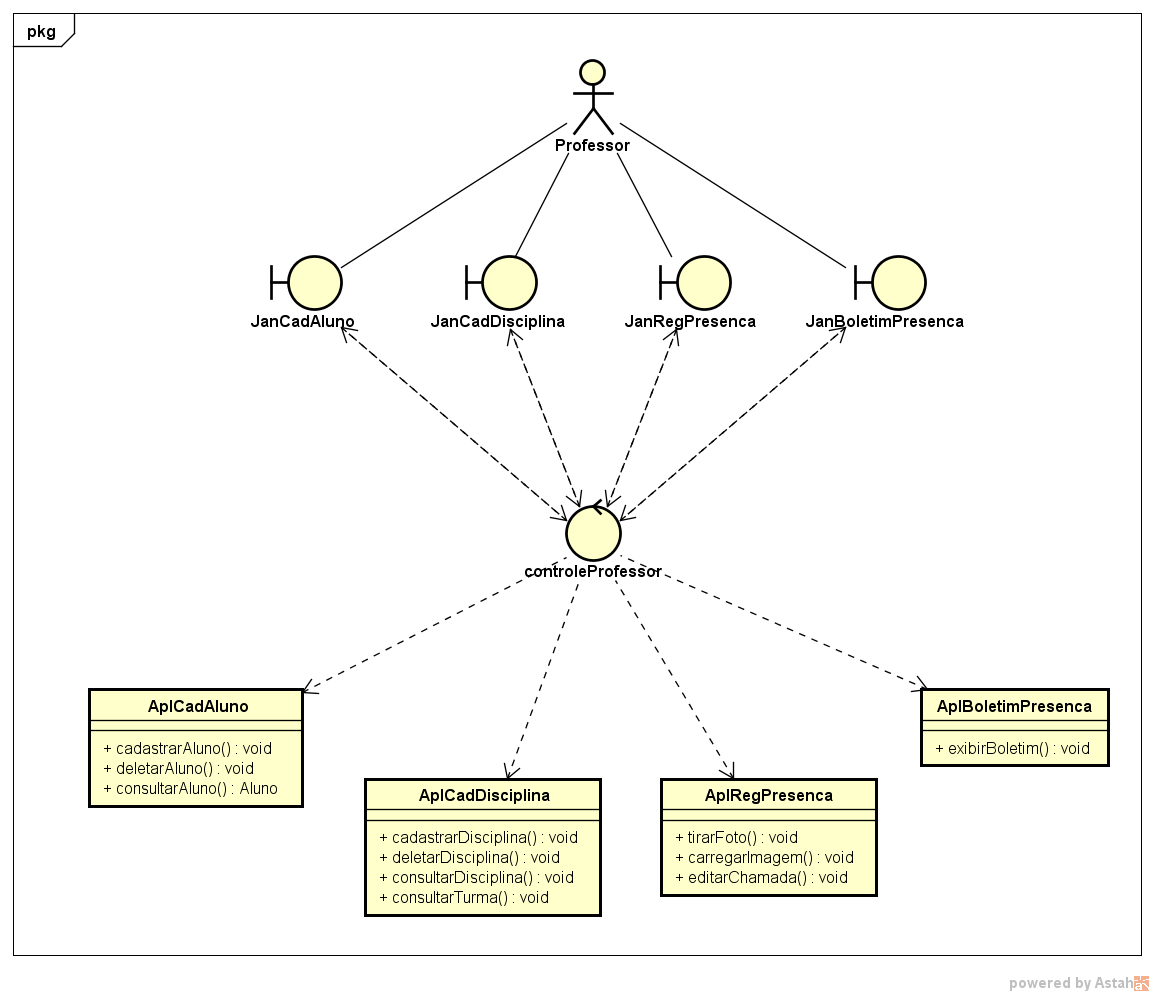 pkg
Professor
JanCadAluno
JanCadDisciplina
JanRegPresenca
JanBoletimPresenca
controleProfessor
AplCadAluno
+ cadastrarAluno() : void
+ deletarAluno() : void
+ consultarAluno() : Aluno
AplCadDisciplina
+ cadastrarDisciplina() : void
+ deletarDisciplina() : void
+ consultarDisciplina() : void
+ consultarTurma() : void
AplRegPresenca
+ tirarFoto() : void
+ carregarImagem() : void
+ editarChamada() : void
AplBoletimPresenca
+ exibirBoletim() : void
powered by Astah